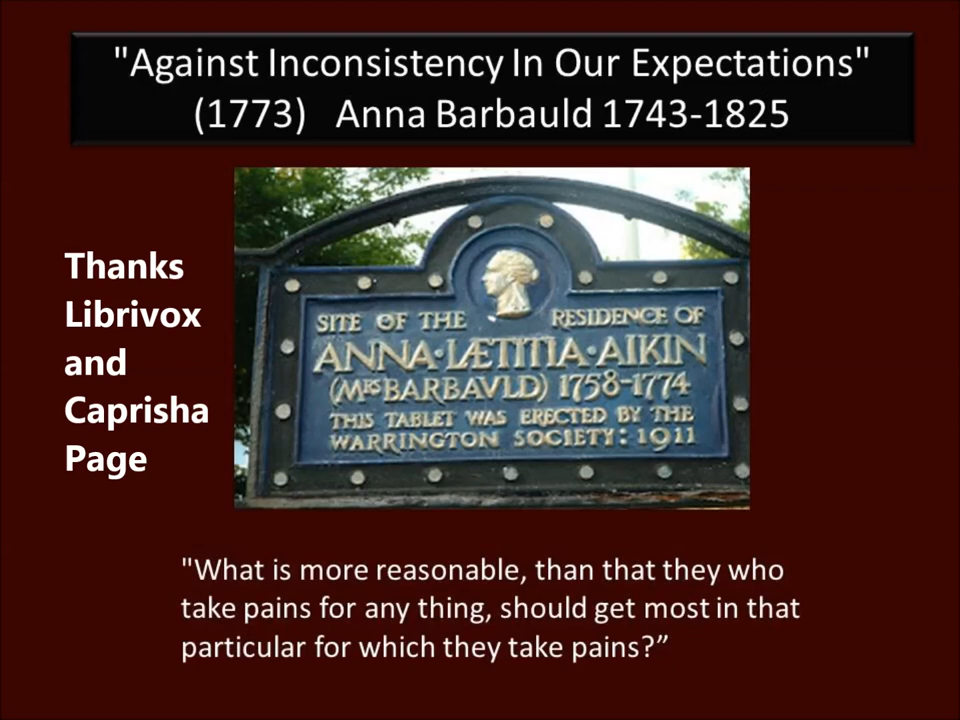 "Against Inconsistency In Our Expectations"
(1773) Anna Barbauld 1743-1825
Thanks
Librivox
and
Caprisha
Page
SITE OF THE RESIDENCE OF
ANNA·LÆTITIA·AIKIN
(MRS BARBAVLD) 1758-1774
THIS TABLET WAS ERECTED BY THE
WARRINGTON SOCIETY: 1911
"What is more reasonable, than that they who
take pains for any thing, should get most in that
particular for which they take pains?”